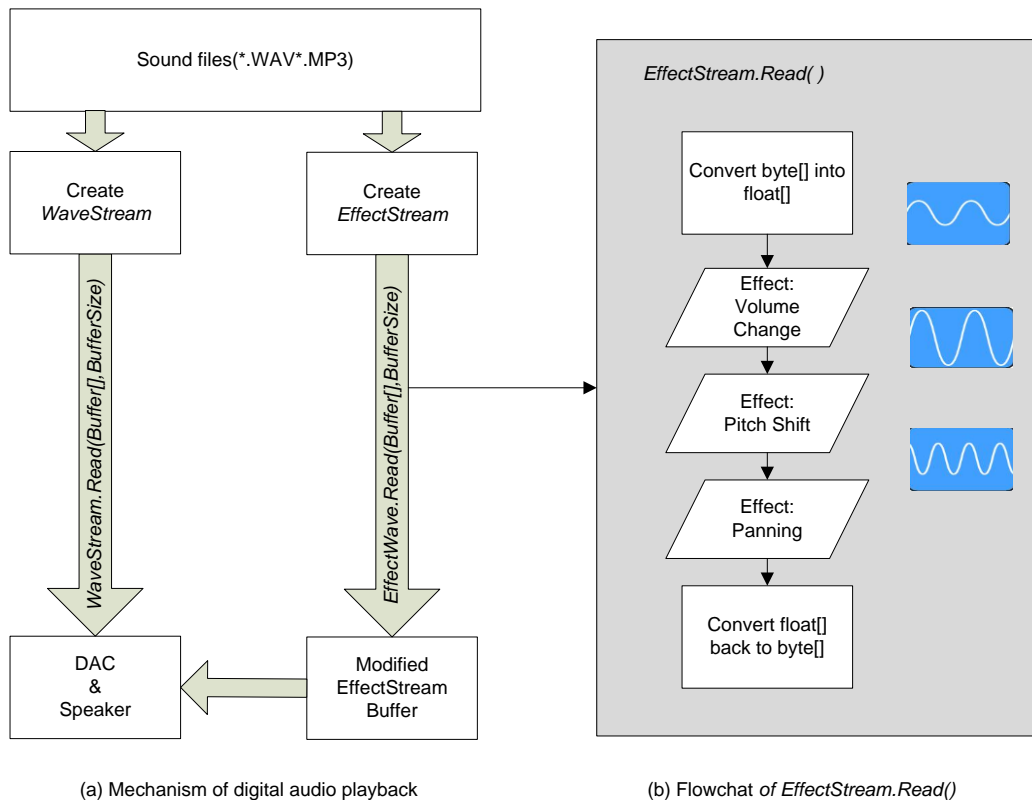 Sound files(*.WAV*.MP3)
Create
WaveStream
Create
EffectStream
WaveStream.Read(Buffer[],BufferSize)
EffectWave.Read(Buffer[],BufferSize)
DAC
&
Speaker
Modified
EffectStream
Buffer
(a) Mechanism of digital audio playback
EffectStream.Read( )
Convert byte[] into
float[]
Effect:
Volume
Change
Effect:
Pitch Shift
Effect:
Panning
Convert float[]
back to byte[]
(b) Flowchat of EffectStream.Read()